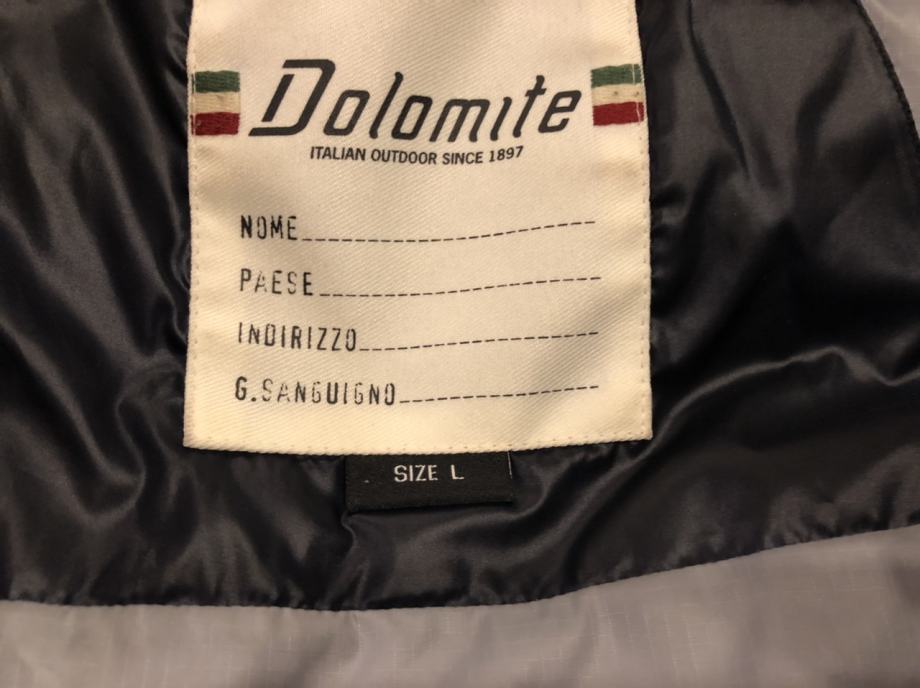 Dolomite
ITALIAN OUTDOOR SINCE 1897
NOME
PAESE
INDIRIZZO
G.SANGUIGNO
SIZE L